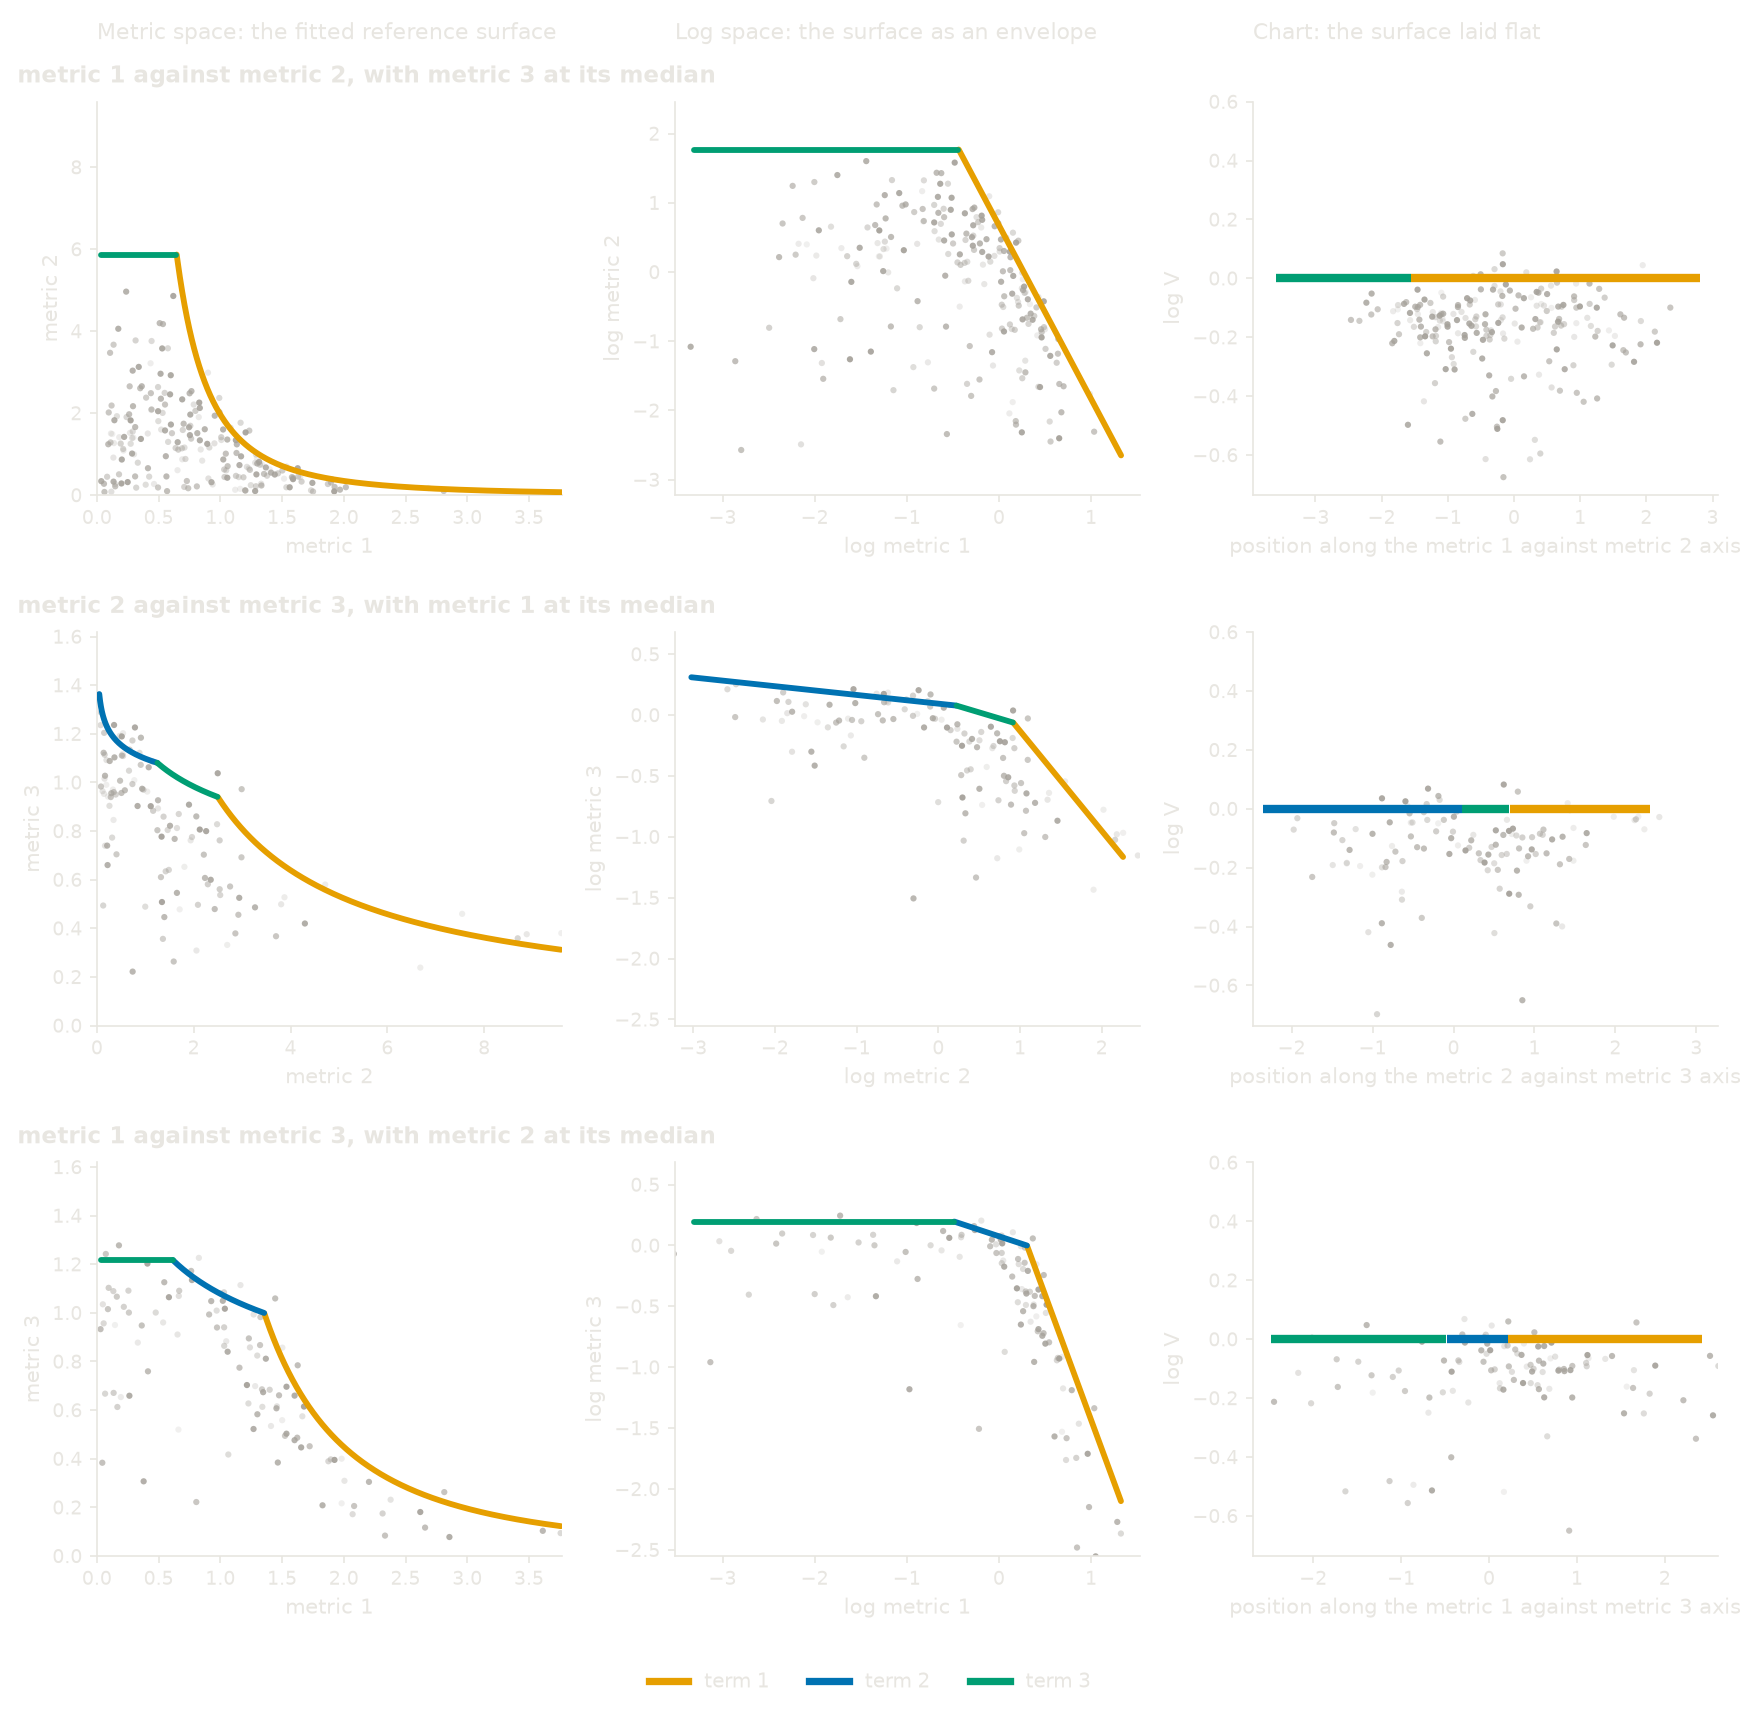 Metric space: the fitted reference surface
Log space: the surface as an envelope
Chart: the surface laid flat
metric 1 against metric 2, with metric 3 at its median
metric 2
8
6
4
2
0
0.0 0.5 1.0 1.5 2.0 2.5 3.0 3.5
metric 1
log metric 2
2
1
0
−1
−2
−3
−3 −2 −1 0 1
log metric 1
log V
0.6
0.4
0.2
0.0
−0.2
−0.4
−0.6
−3 −2 −1 0 1 2 3
position along the metric 1 against metric 2 axis
metric 2 against metric 3, with metric 1 at its median
metric 3
1.6
1.4
1.2
1.0
0.8
0.6
0.4
0.2
0.0
0 2 4 6 8
metric 2
log metric 3
0.5
0.0
−0.5
−1.0
−1.5
−2.0
−2.5
−3 −2 −1 0 1 2
log metric 2
log V
0.6
0.4
0.2
0.0
−0.2
−0.4
−0.6
−2 −1 0 1 2 3
position along the metric 2 against metric 3 axis
metric 1 against metric 3, with metric 2 at its median
metric 3
1.6
1.4
1.2
1.0
0.8
0.6
0.4
0.2
0.0
0.0 0.5 1.0 1.5 2.0 2.5 3.0 3.5
metric 1
log metric 3
0.5
0.0
−0.5
−1.0
−1.5
−2.0
−2.5
−3 −2 −1 0 1
log metric 1
log V
0.6
0.4
0.2
0.0
−0.2
−0.4
−0.6
−2 −1 0 1 2
position along the metric 1 against metric 3 axis
term 1 term 2 term 3